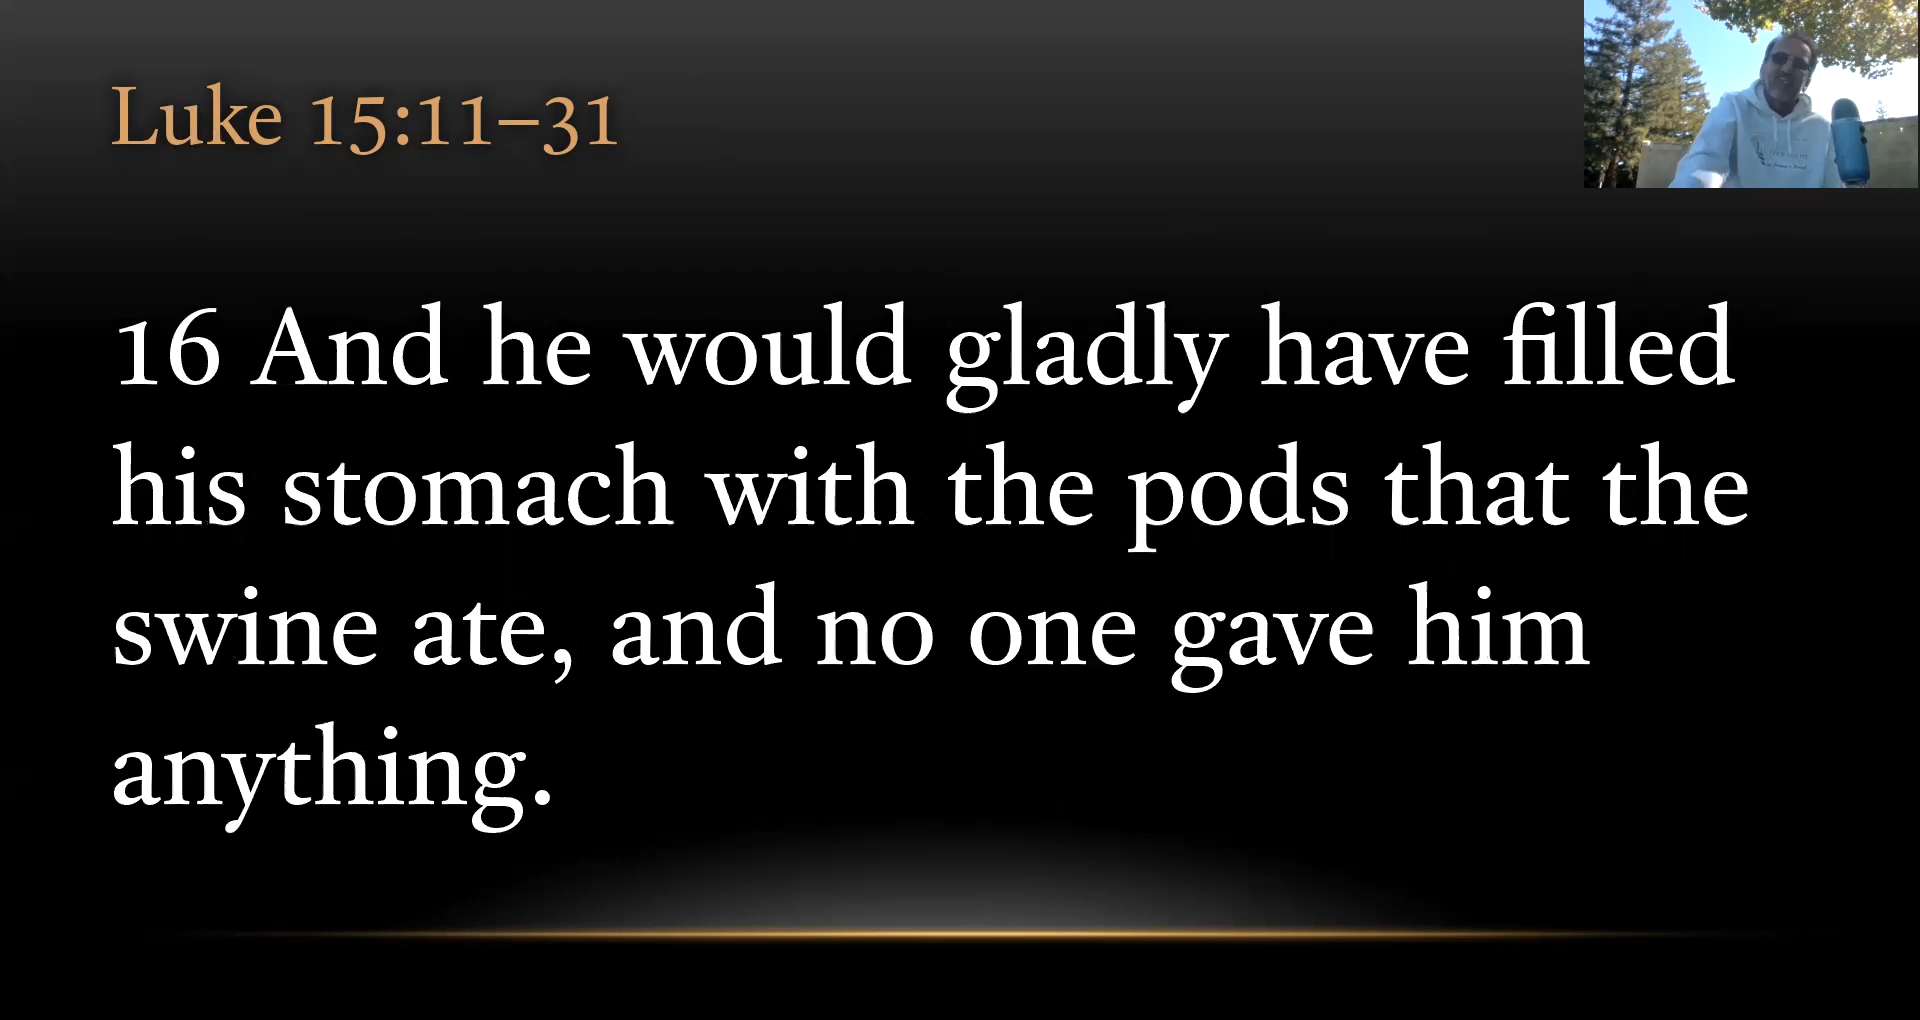 Luke 15:11–31
16 And he would gladly have filled
his stomach with the pods that the
swine ate, and no one gave him
anything.